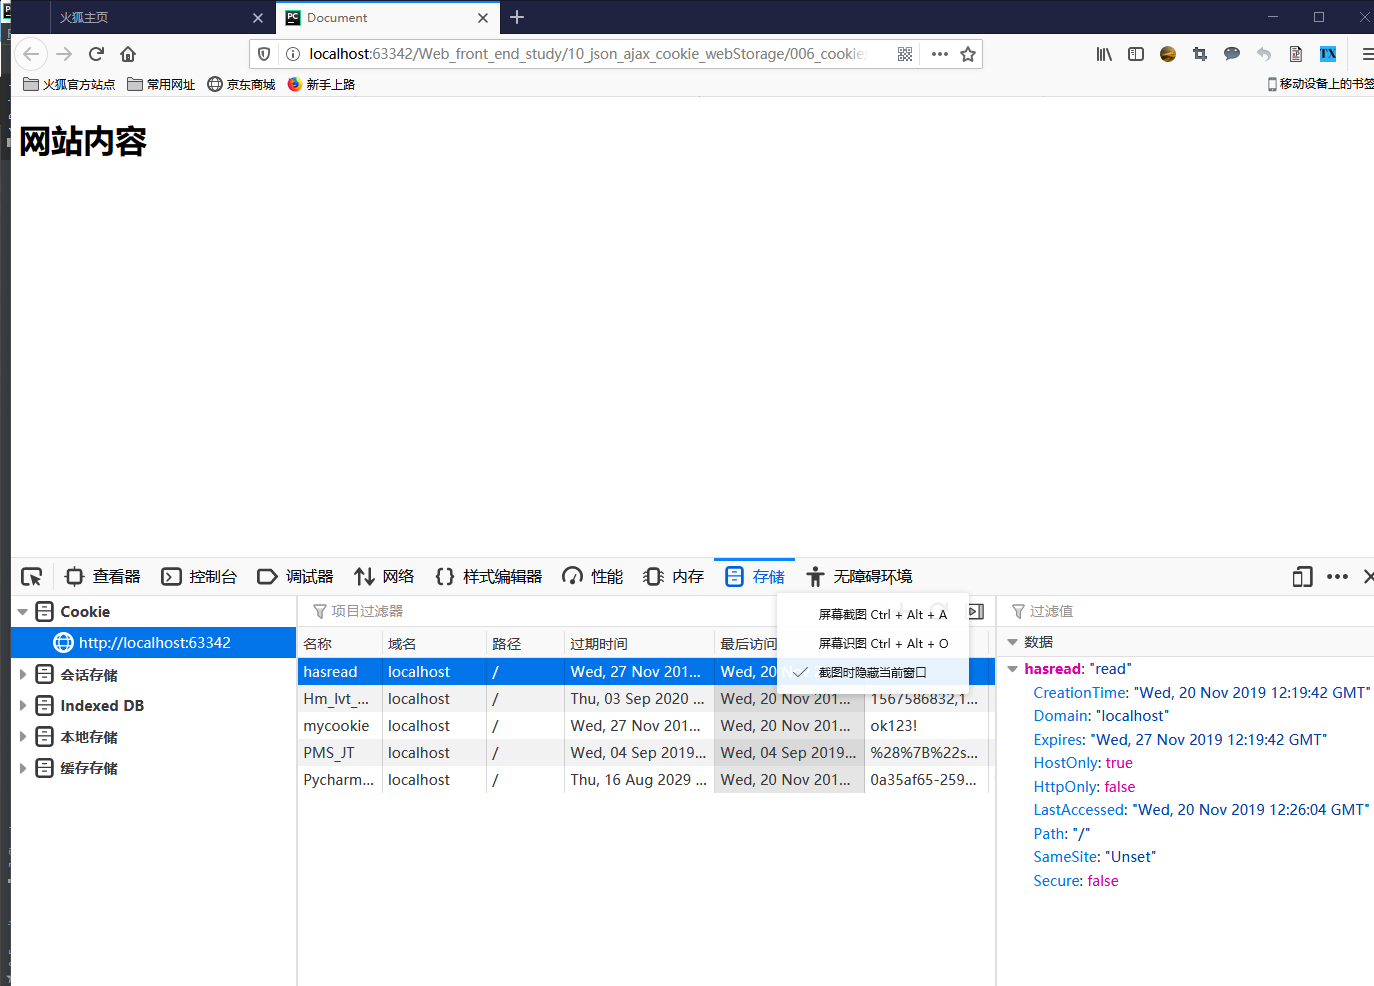 火狐主页
Document
localhost:63342/Web_front_end_study/10_json_ajax_cookie_webStorage/006_cookie
火狐官方站点 常用网址 京东商城 新手上路 移动设备上的书签
网站内容
查看器 控制台 调试器 网络 样式编辑器 性能 内存 存储 无障碍环境
Cookie
http://localhost:63342
会话存储
Indexed DB
本地存储
缓存存储
项目过滤器
名称 域名 路径 过期时间 最后访问
hasread localhost / Wed, 27 Nov 201... Wed, 20
Hm_lvt_... localhost / Thu, 03 Sep 2020 ... Wed, 20 Nov 201... 1567586832,1...
mycookie localhost / Wed, 27 Nov 201... Wed, 20 Nov 201... ok123!
PMS_JT localhost / Wed, 04 Sep 2019... Wed, 04 Sep 2019... %28%7B%22s...
Pycharm... localhost / Thu, 16 Aug 2029 ... Wed, 20 Nov 201... 0a35af65-259...
屏幕截图 Ctrl + Alt + A
屏幕识图 Ctrl + Alt + O
截图时隐藏当前窗口
过滤值
数据
hasread: "read"
CreationTime: "Wed, 20 Nov 2019 12:19:42 GMT"
Domain: "localhost"
Expires: "Wed, 27 Nov 2019 12:19:42 GMT"
HostOnly: true
HttpOnly: false
LastAccessed: "Wed, 20 Nov 2019 12:26:04 GMT"
Path: "/"
SameSite: "Unset"
Secure: false